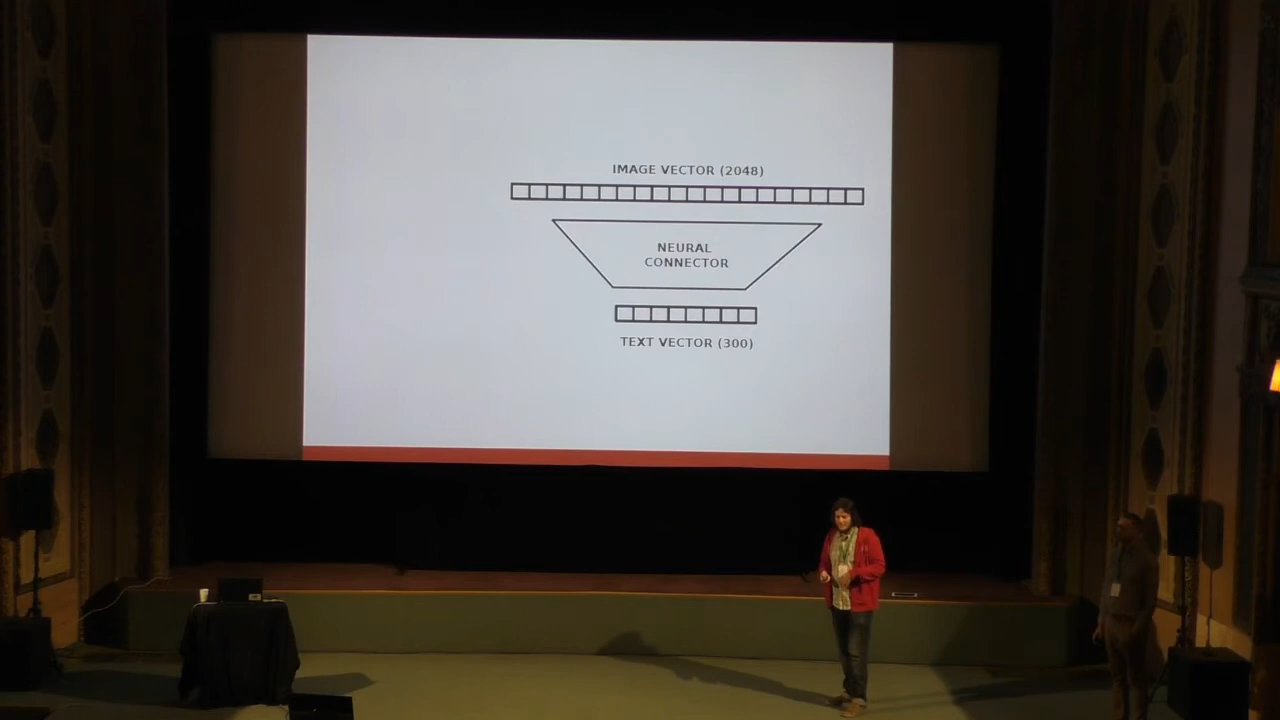 IMAGE VECTOR (2048)
NEURAL
CONNECTOR
TEXT VECTOR (300)